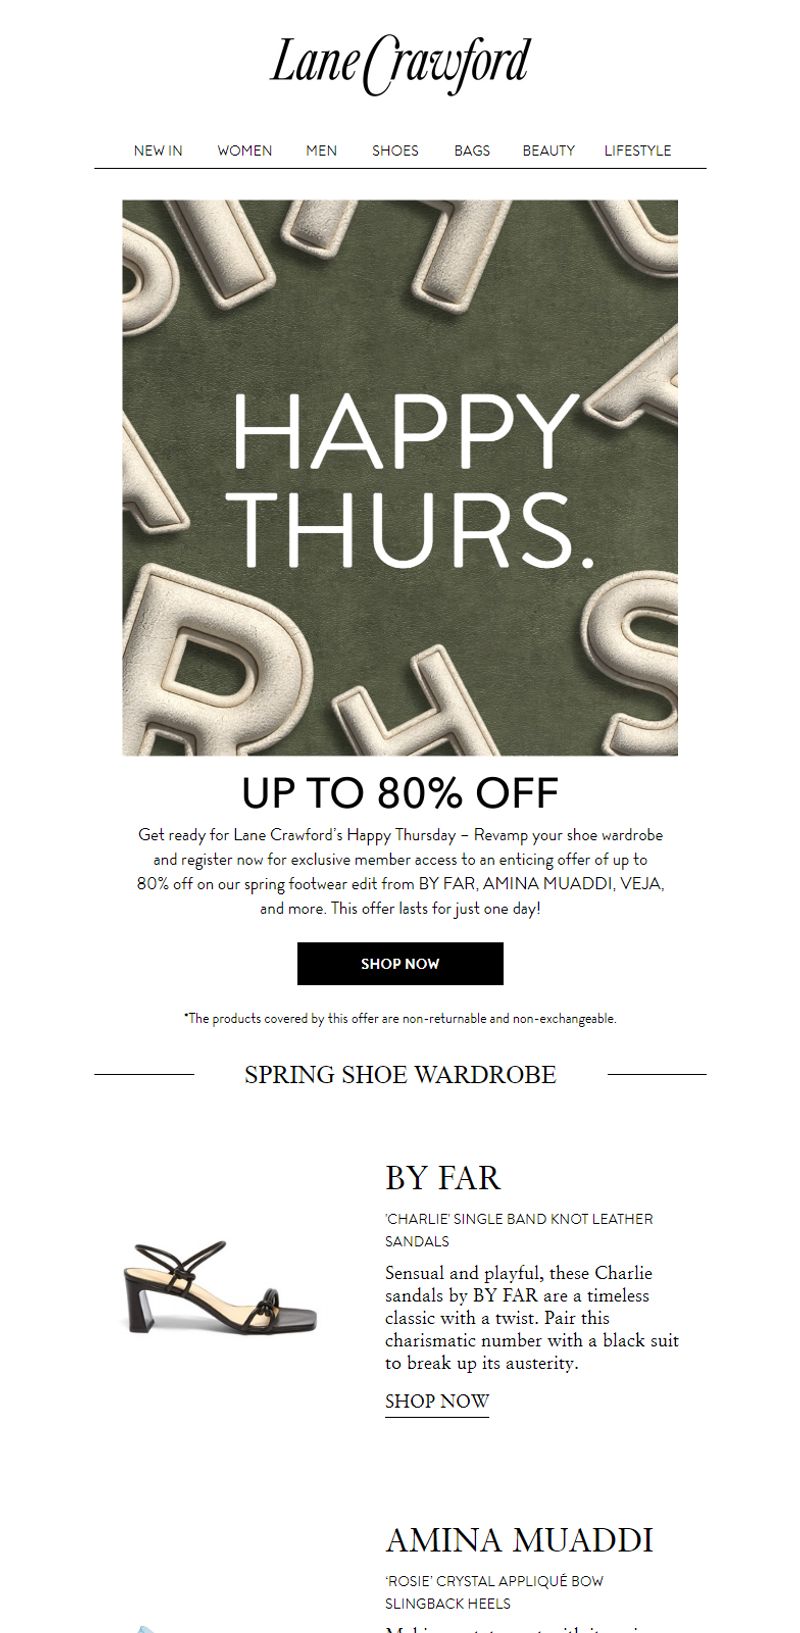 Lane Crawford
NEW IN WOMEN MEN SHOES BAGS BEAUTY LIFESTYLE
HAPPY
THURS.
UP TO 80% OFF
Get ready for Lane Crawford's Happy Thursday – Revamp your shoe wardrobe
and register now for exclusive member access to an enticing offer of up to
80% off on our spring footwear edit from BY FAR, AMINA MUADDI, VEJA,
and more. This offer lasts for just one day!
SHOP NOW
*The products covered by this offer are non-returnable and non-exchangeable.
SPRING SHOE WARDROBE
BY FAR
'CHARLIE' SINGLE BAND KNOT LEATHER
SANDALS
Sensual and playful, these Charlie
sandals by BY FAR are a timeless
classic with a twist. Pair this
charismatic number with a black suit
to break up its austerity.
SHOP NOW
AMINA MUADDI
'ROSIE' CRYSTAL APPLIQUÉ BOW
SLINGBACK HEELS